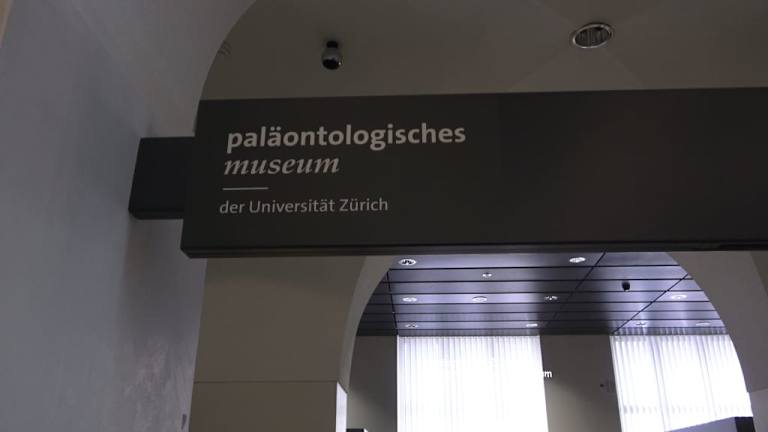 paläontologisches
museum
der Universität Zürich